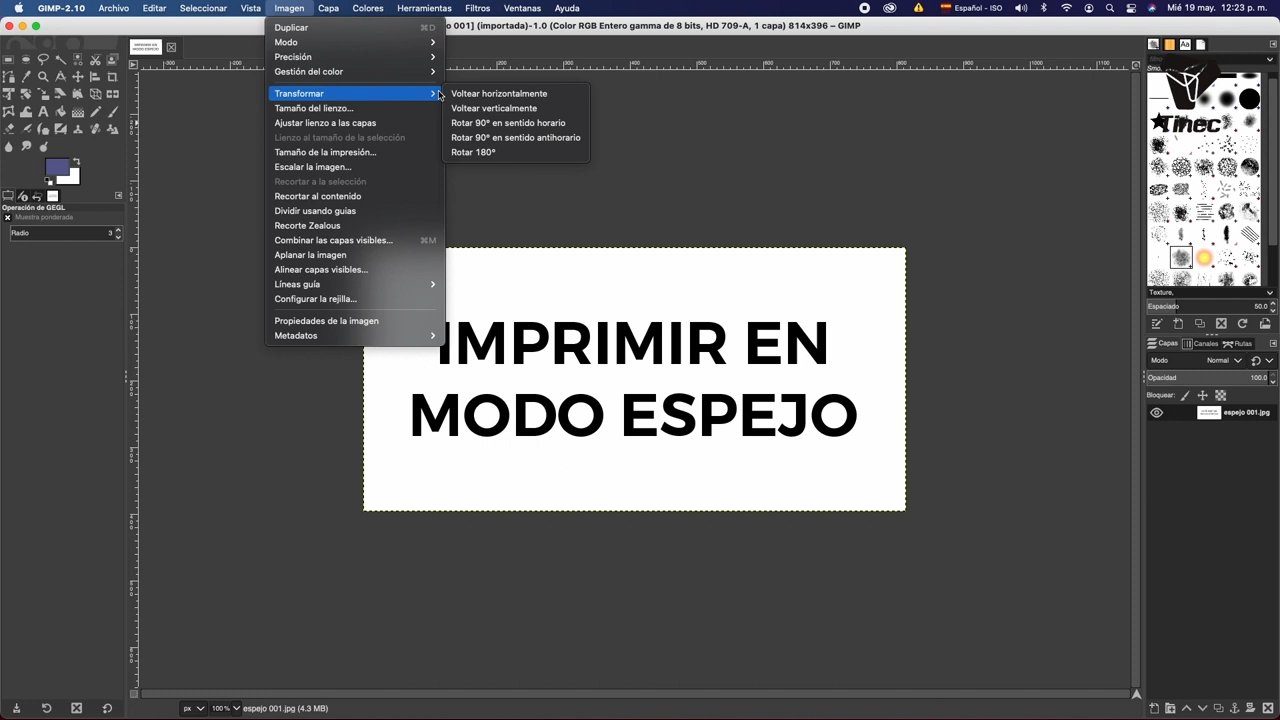 GIMP-2.10 Archivo Editar Seleccionar Vista Imagen Capa Colores Herramientas Filtros Ventanas Ayuda Español - ISO Mié 19 may. 12:23 p. m.
o 001] (importada)-1.0 (Color RGB Entero gamma de 8 bits, HD 709-A, 1 capa) 814x396 – GIMP
Duplicar ⌘D
Modo
Precisión
Gestión del color
Transformar
Tamaño del lienzo...
Ajustar lienzo a las capas
Lienzo al tamaño de la selección
Tamaño de la impresión...
Escalar la imagen...
Recortar a la selección
Recortar al contenido
Dividir usando guias
Recorte Zealous
Combinar las capas visibles... ⌘M
Aplanar la imagen
Alinear capas visibles...
Líneas guía
Configurar la rejilla...
Propiedades de la imagen
Metadatos
Voltear horizontalmente
Voltear verticalmente
Rotar 90° en sentido horario
Rotar 90° en sentido antihorario
Rotar 180°
Operación de GEGL
Muestra ponderada
Radio 3
IMPRIMIR EN
MODO ESPEJO
Tinec
Texture,
Espaciado 50.0
Capas Canales Rutas
Modo Normal
Opacidad 100.0
Bloquear:
espejo 001.jpg
px 100 % espejo 001.jpg (4.3 MB)